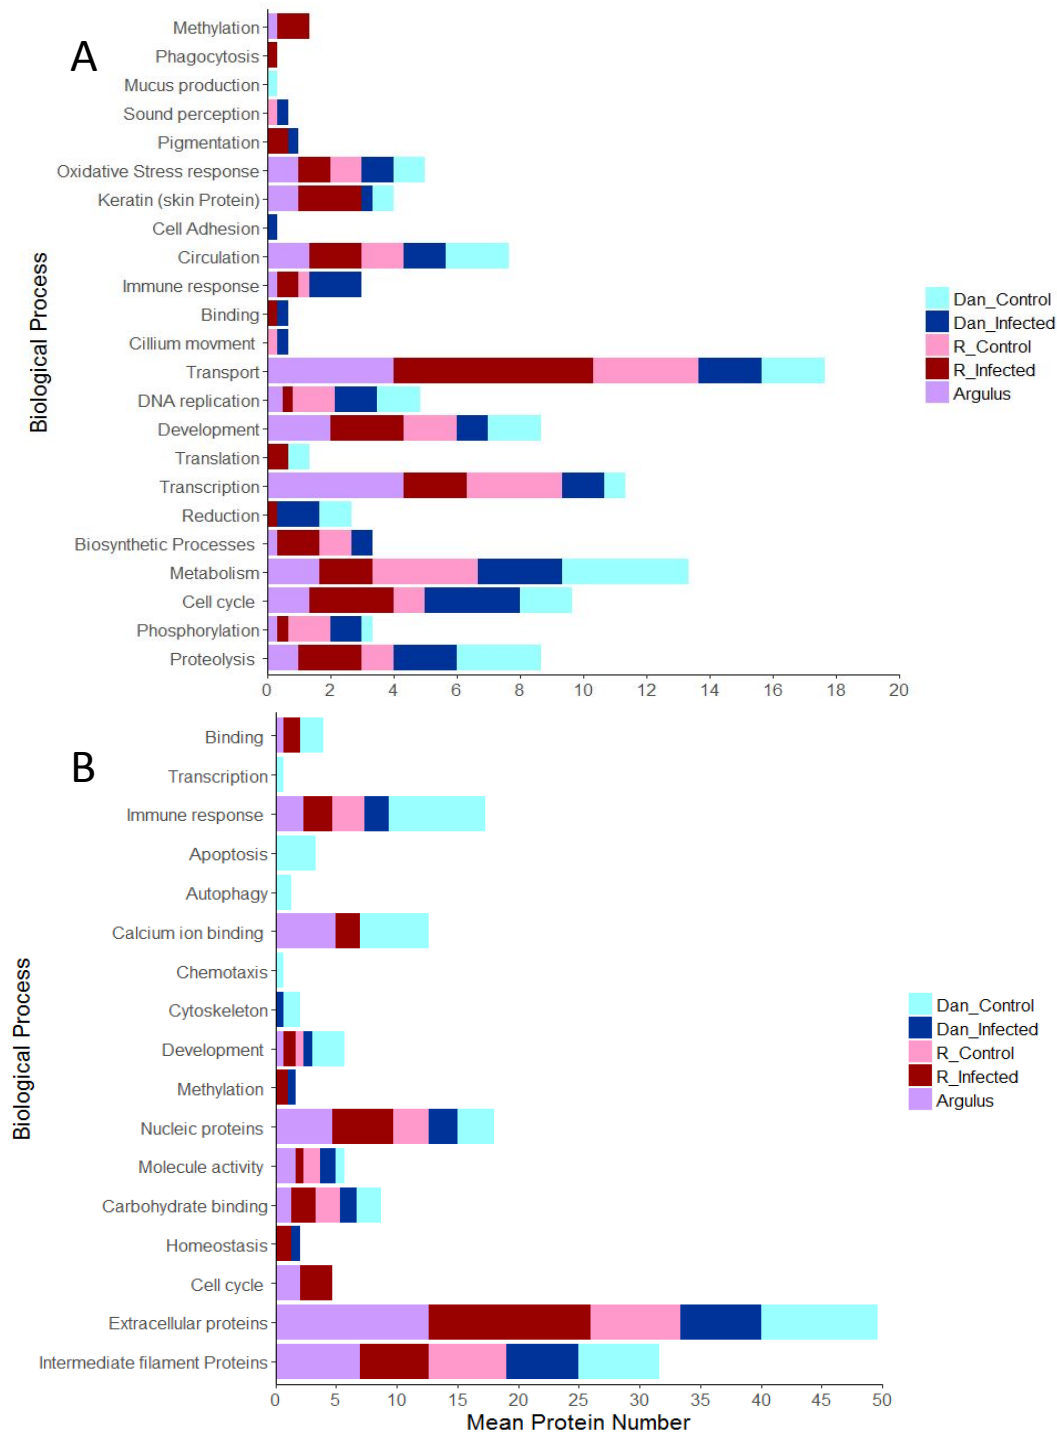 A
Biological Process
Methylation
Phagocytosis
Mucus production
Sound perception
Pigmentation
Oxidative Stress response
Keratin (skin Protein)
Cell Adhesion
Circulation
Immune response
Binding
Cillium movment
Transport
DNA replication
Development
Translation
Transcription
Reduction
Biosynthetic Processes
Metabolism
Cell cycle
Phosphorylation
Proteolysis
0 2 4 6 8 10 12 14 16 18 20
Dan_Control
Dan_Infected
R_Control
R_Infected
Argulus
B
Biological Process
Binding
Transcription
Immune response
Apoptosis
Autophagy
Calcium ion binding
Chemotaxis
Cytoskeleton
Development
Methylation
Nucleic proteins
Molecule activity
Carbohydrate binding
Homeostasis
Cell cycle
Extracellular proteins
Intermediate filament Proteins
0 5 10 15 20 25 30 35 40 45 50
Mean Protein Number
Dan_Control
Dan_Infected
R_Control
R_Infected
Argulus